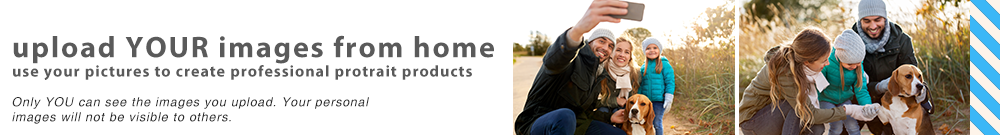 upload YOUR images from home
use your pictures to create professional protrait products
Only YOU can see the images you upload. Your personal
images will not be visible to others.